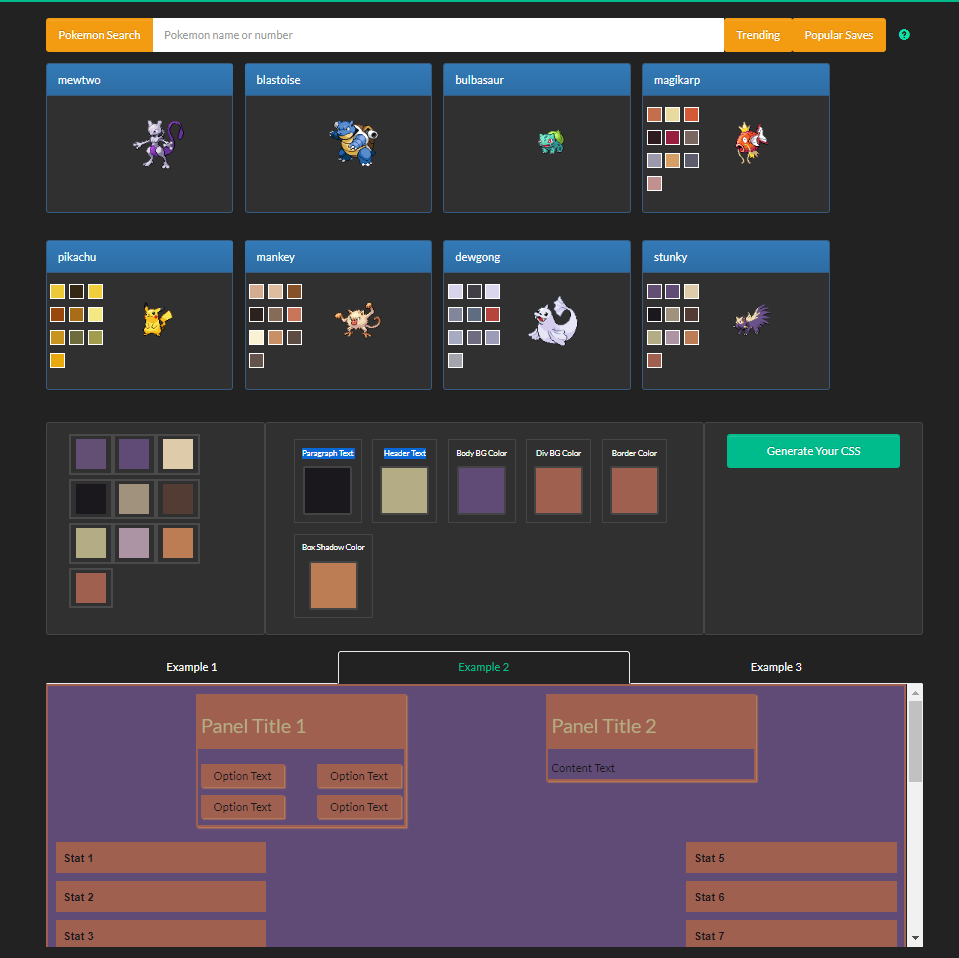 Pokemon Search Pokemon name or number Trending Popular Saves ?
mewtwo blastoise bulbasaur magikarp
pikachu mankey dewgong stunky
Paragraph Text Header Text Body BG Color Div BG Color Border Color
Box Shadow Color
Generate Your CSS
Example 1 Example 2 Example 3
Panel Title 1 Panel Title 2
Content Text
Option Text Option Text
Option Text Option Text
Stat 1 Stat 5
Stat 2 Stat 6
Stat 3 Stat 7